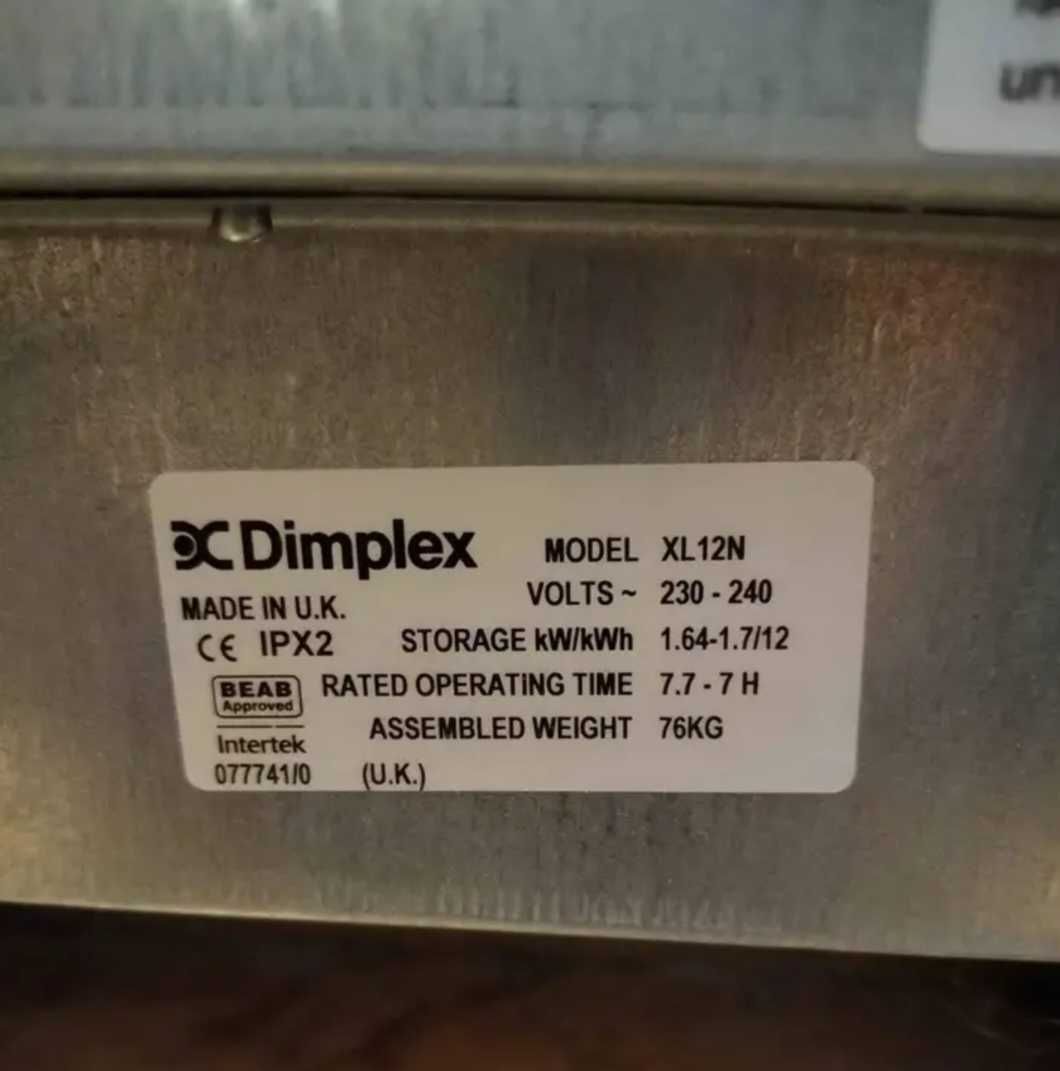 un
Dimplex
MODEL XL12N
VOLTS ~ 230 - 240
MADE IN U.K.
CE IPX2
STORAGE kW/kWh 1.64-1.7/12
BEAB
Approved
RATED OPERATING TIME 7.7 - 7 H
ASSEMBLED WEIGHT 76KG
Intertek
077741/0 (U.K.)